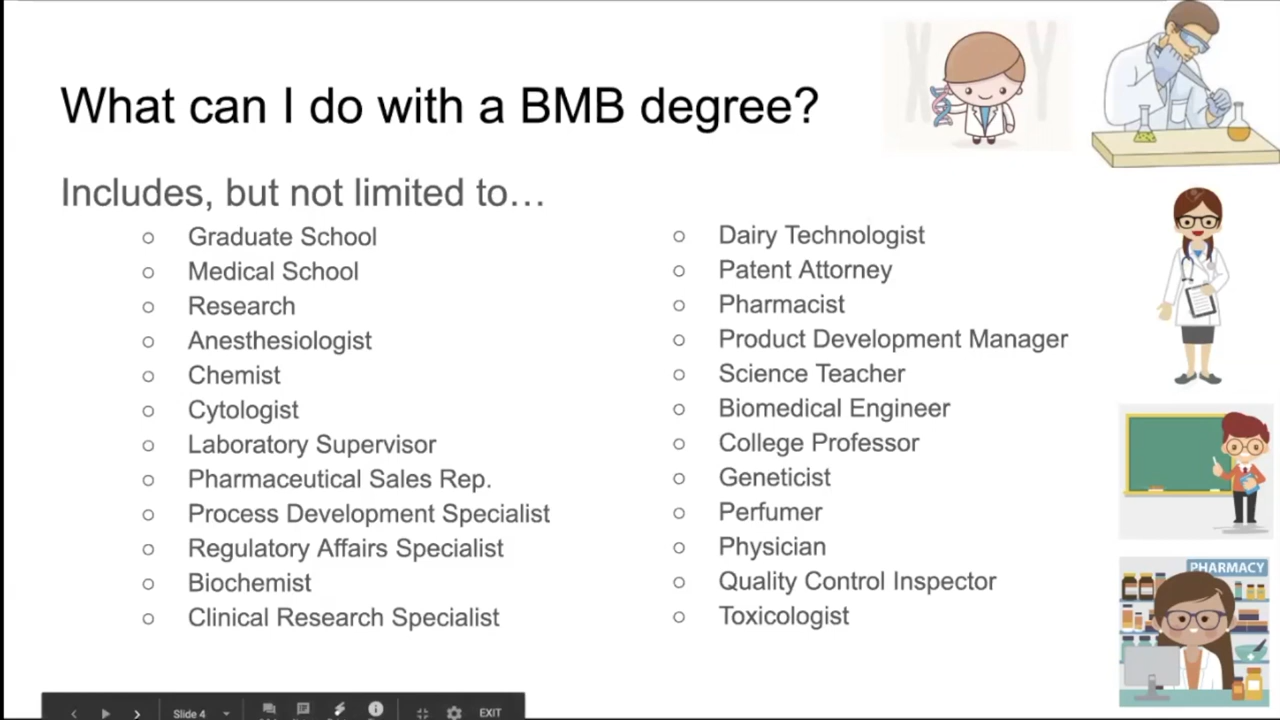 What can I do with a BMB degree?
Includes, but not limited to…
Graduate School
Medical School
Research
Anesthesiologist
Chemist
Cytologist
Laboratory Supervisor
Pharmaceutical Sales Rep.
Process Development Specialist
Regulatory Affairs Specialist
Biochemist
Clinical Research Specialist
Dairy Technologist
Patent Attorney
Pharmacist
Product Development Manager
Science Teacher
Biomedical Engineer
College Professor
Geneticist
Perfumer
Physician
Quality Control Inspector
Toxicologist
X Y
PHARMACY
Slide 4
EXIT